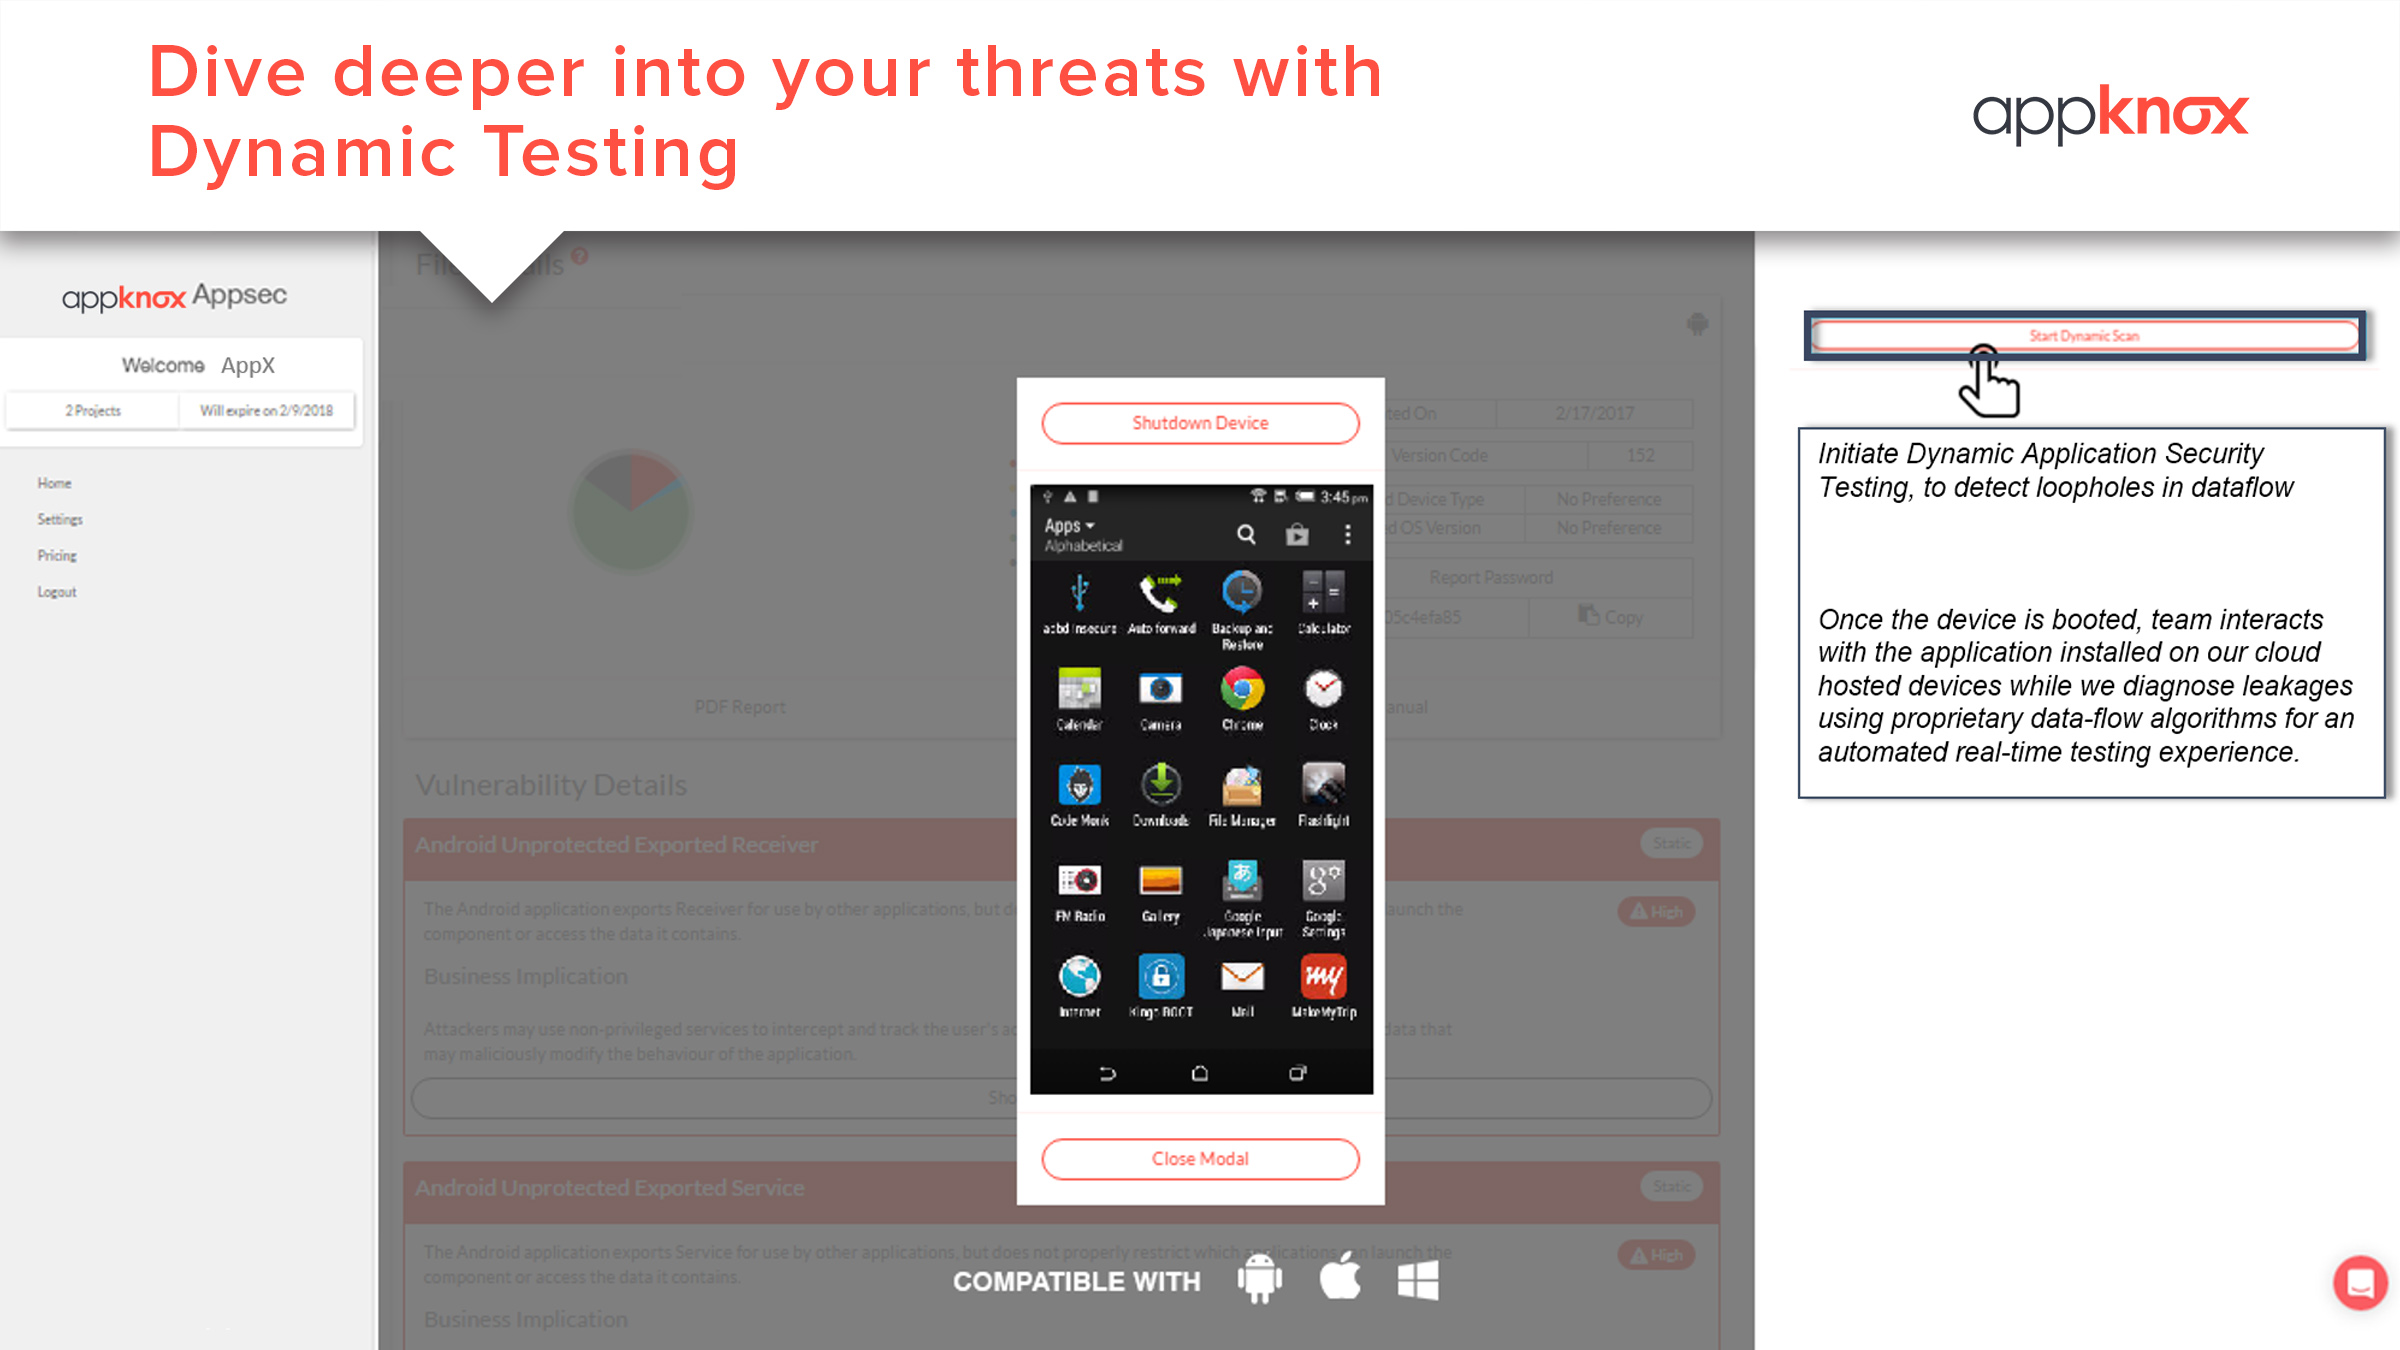 Dive deeper into your threats with
Dynamic Testing
appknox
appknox Appsec
Welcome AppX
2 Projects
Will expire on 2/9/2018
Home
Settings
Pricing
Logout
2/17/2017
Version Code
152
Device Type
No Preference
OS Version
No Preference
Report Password
05c4efa85
Copy
PDF Report
Vulnerability Details
Android Unprotected Exported Receiver
Static
The Android application exports Receiver for use by other applications, but
launch the
component or access the data it contains.
High
Business Implication
Attackers may use non-privileged services to intercept and track the user's
data that
may maliciously modify the behaviour of the application.
Android Unprotected Exported Service
Static
The Android application exports Service for use by other applications, but does not properly restrict which applications can launch the
component or access the data it contains.
High
Business Implication
Shutdown Device
3:45 pm
Apps
Alphabetical
adbd Insecure
Auto forward
Backup and
Restore
Calculator
Calendar
Camera
Chrome
Clock
Code Monk
Downloads
File Manager
Flashlight
FM Radio
Gallery
Google
Japanese Input
Google
Settings
Internet
Kingo ROOT
Mail
my
MakeMyTrip
Close Modal
COMPATIBLE WITH
Start Dynamic Scan
Initiate Dynamic Application Security
Testing, to detect loopholes in dataflow
Once the device is booted, team interacts
with the application installed on our cloud
hosted devices while we diagnose leakages
using proprietary data-flow algorithms for an
automated real-time testing experience.